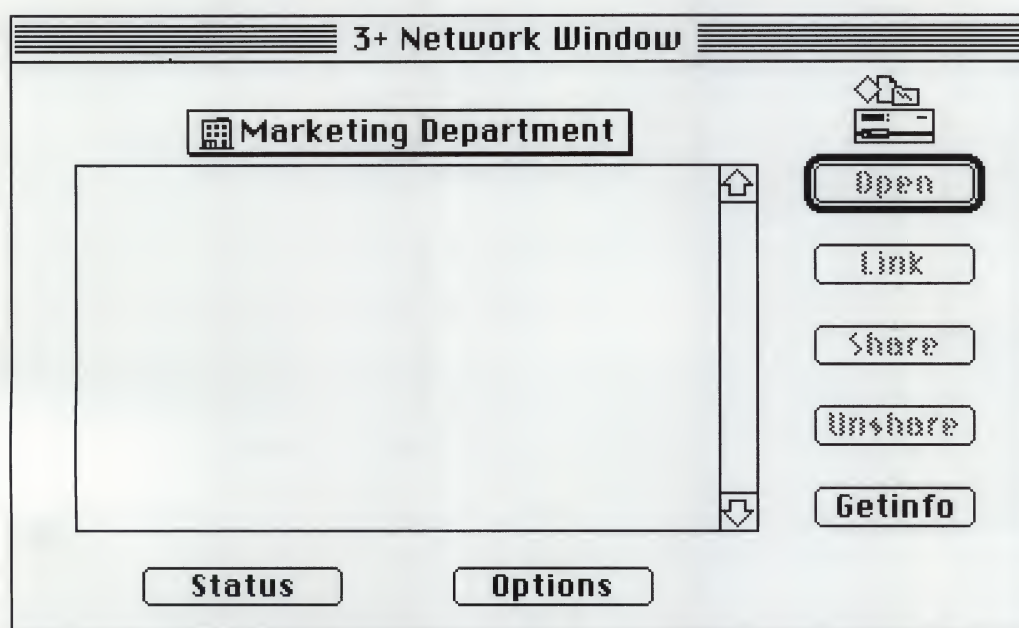 3+ Network Window
Marketing Department
Open
Link
Share
Unshare
Getinfo
Status
Options